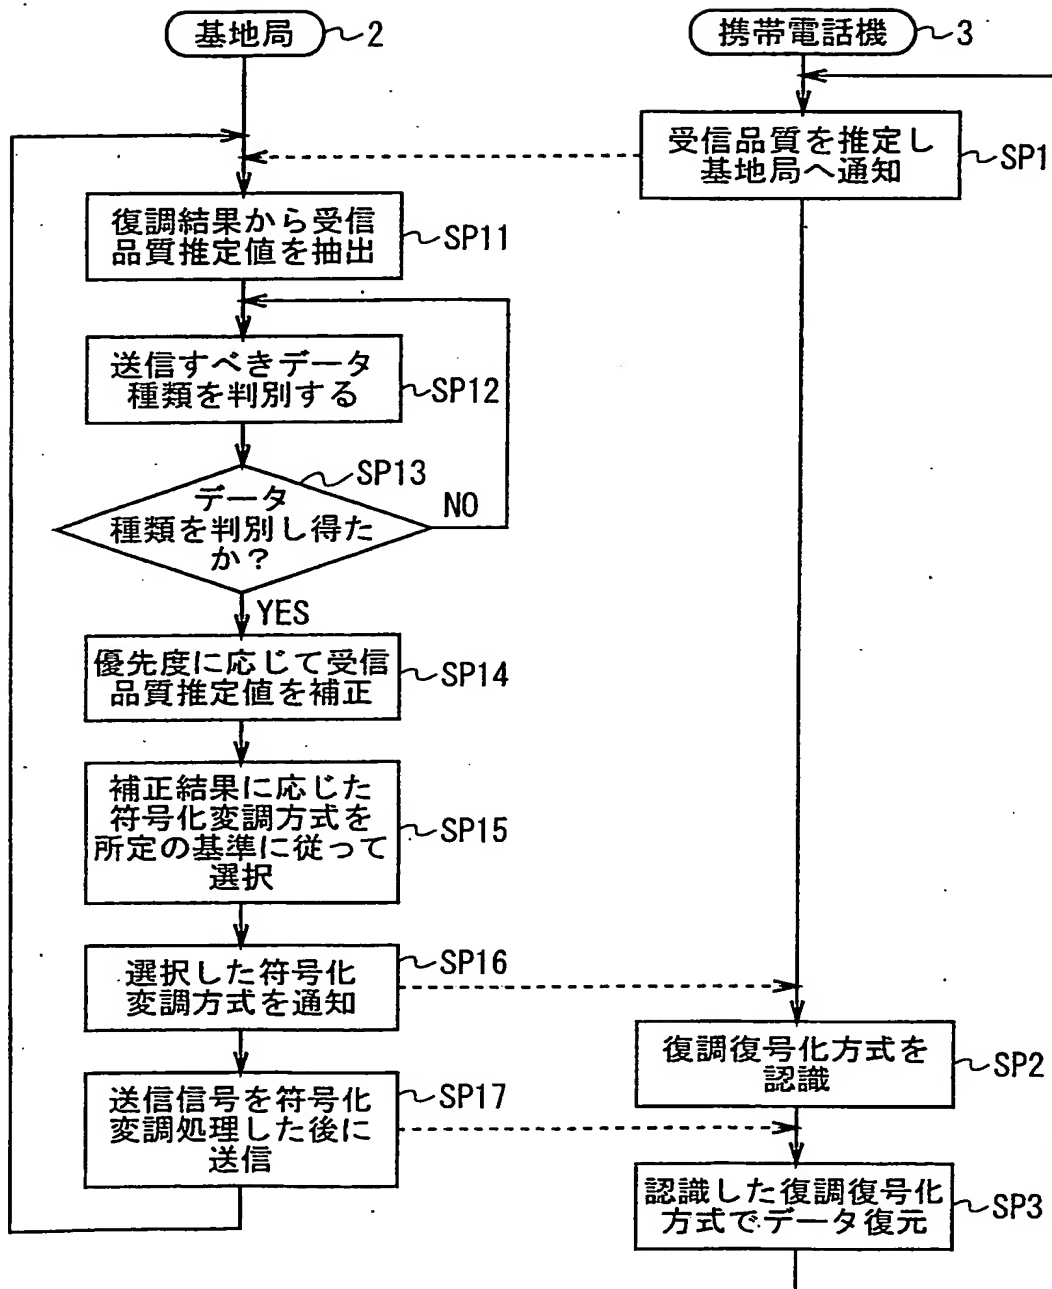 基地局
2
携帯電話機
3
受信品質を推定し
基地局へ通知
SP1
復調結果から受信
品質推定値を抽出
SP11
送信すべきデータ
種類を判別する
SP12
SP13
データ
種類を判別し得た
か?
NO
YES
優先度に応じて受信
品質推定値を補正
SP14
補正結果に応じた
符号化変調方式を
所定の基準に従って
選択
SP15
選択した符号化
変調方式を通知
SP16
復調復号化方式を
認識
SP2
送信信号を符号化
変調処理した後に
送信
SP17
認識した復調復号化
方式でデータ復元
SP3